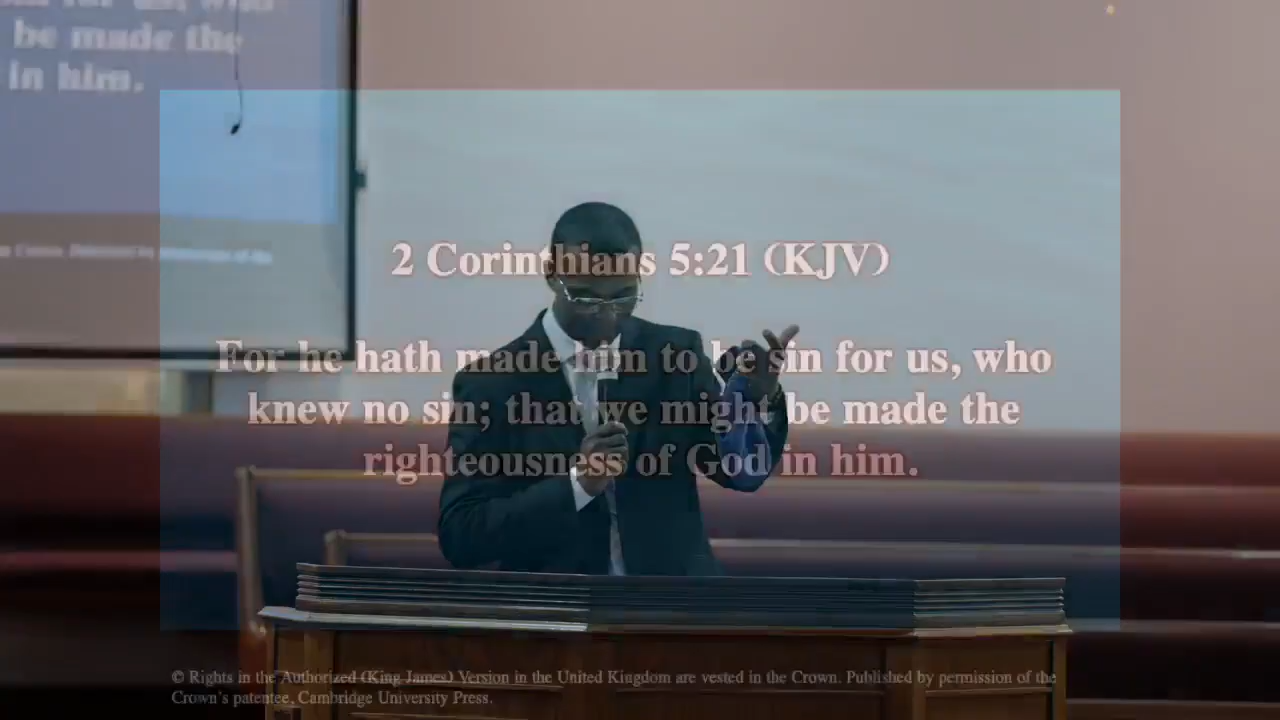 be made the
in him.
2 Corinthians 5:21 (KJV)
For he hath made him to be sin for us, who
knew no sin; that we might be made the
righteousness of God in him.
© Rights in the Authorized (King James) Version in the United Kingdom are vested in the Crown. Published by permission of the
Crown's patentee, Cambridge University Press.